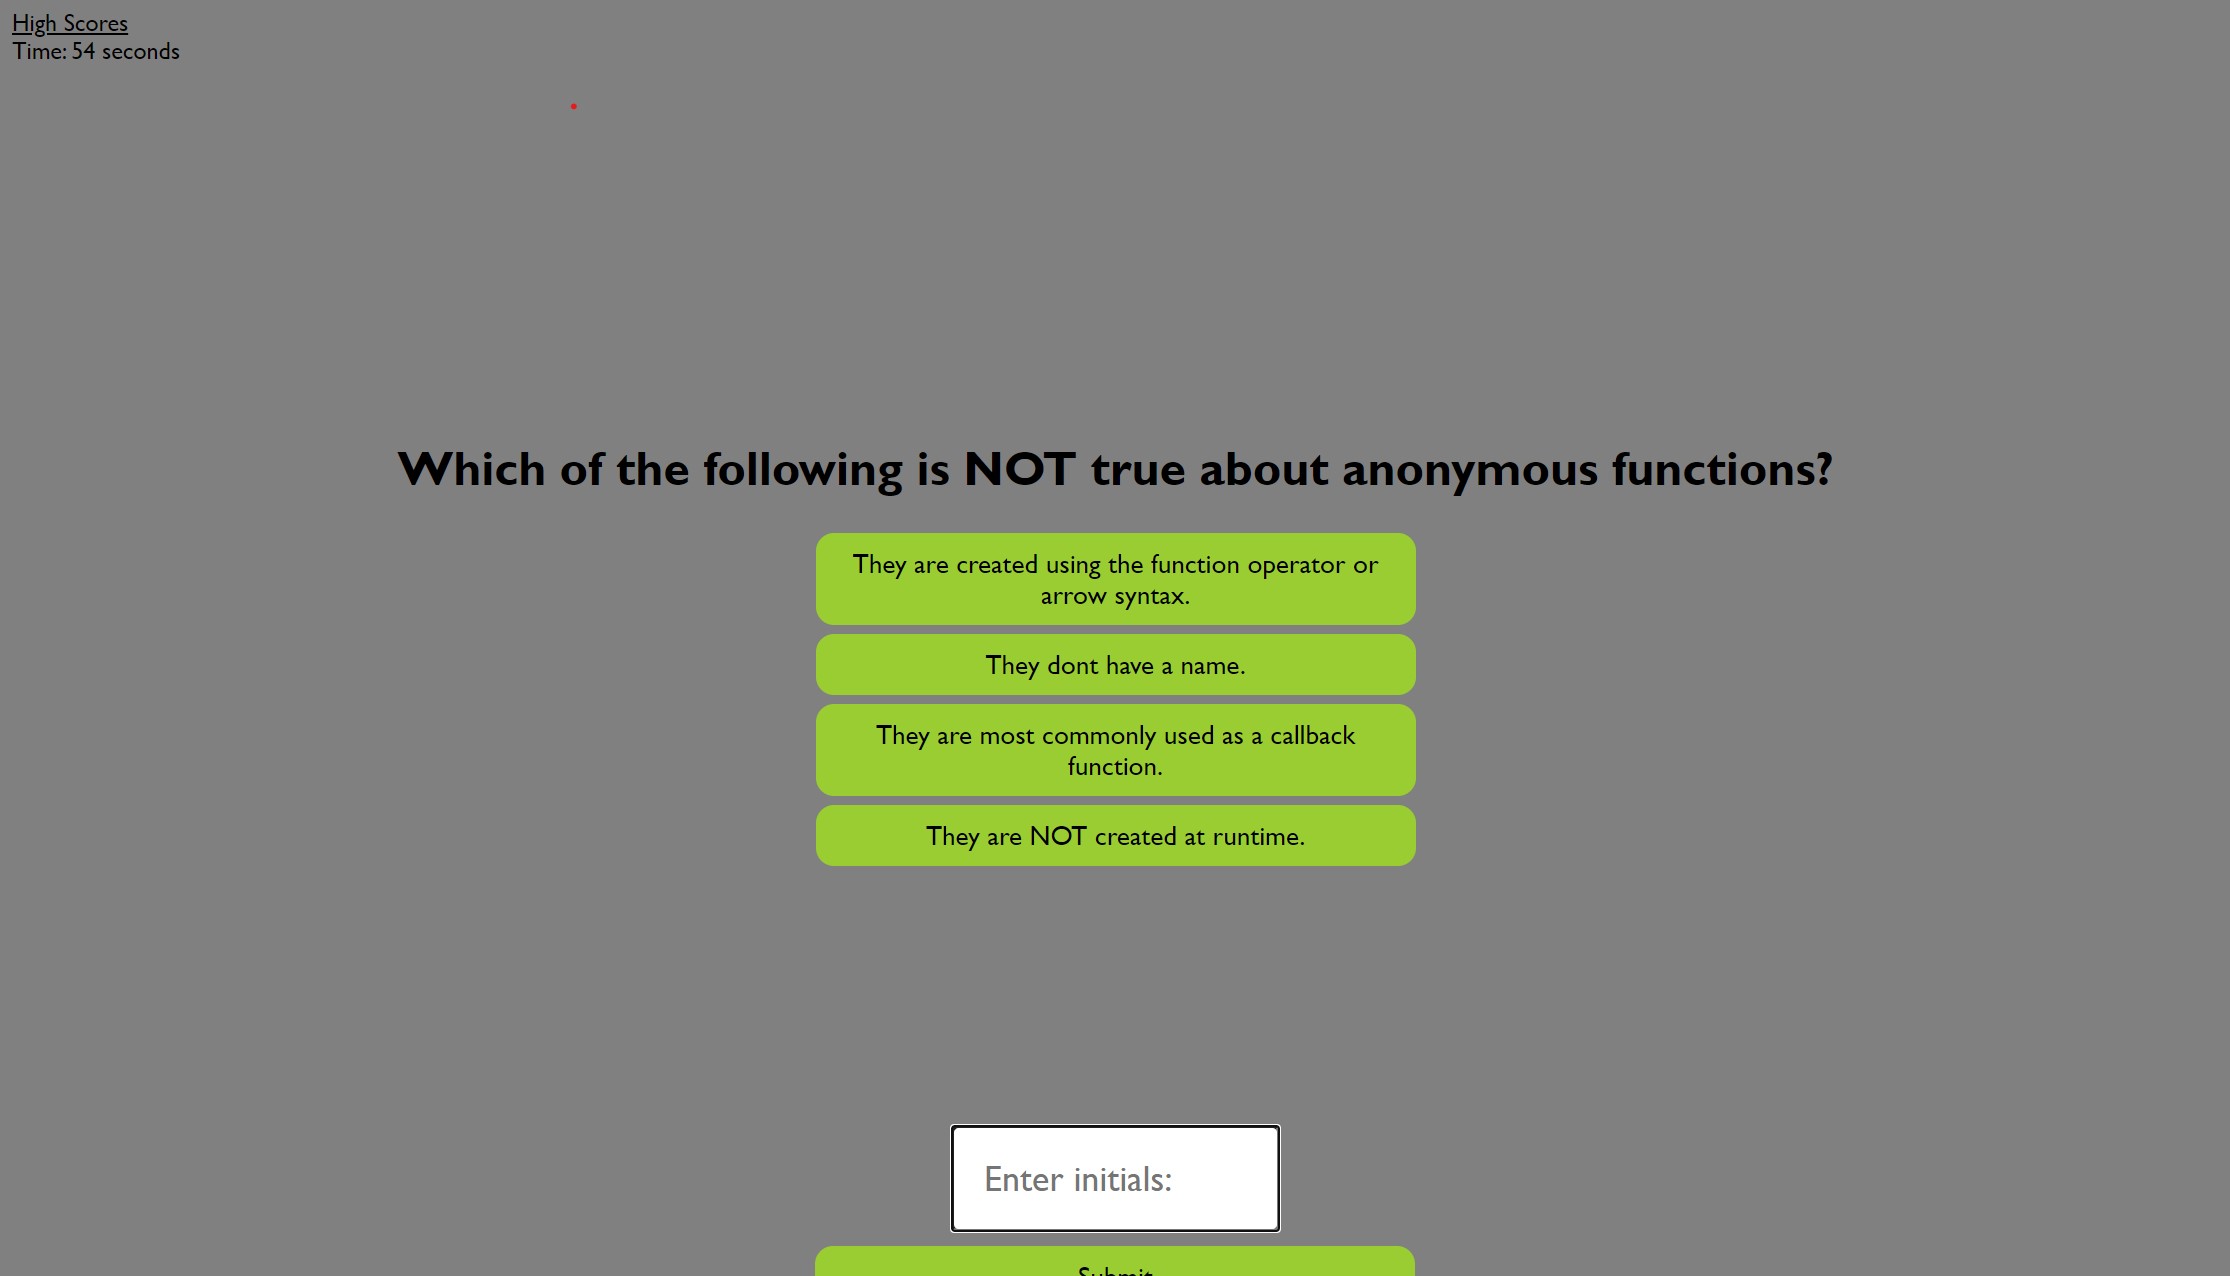 High Scores
Time: 54 seconds
Which of the following is NOT true about anonymous functions?
They are created using the function operator or
arrow syntax.
They dont have a name.
They are most commonly used as a callback
function.
They are NOT created at runtime.
Enter initials:
Submit